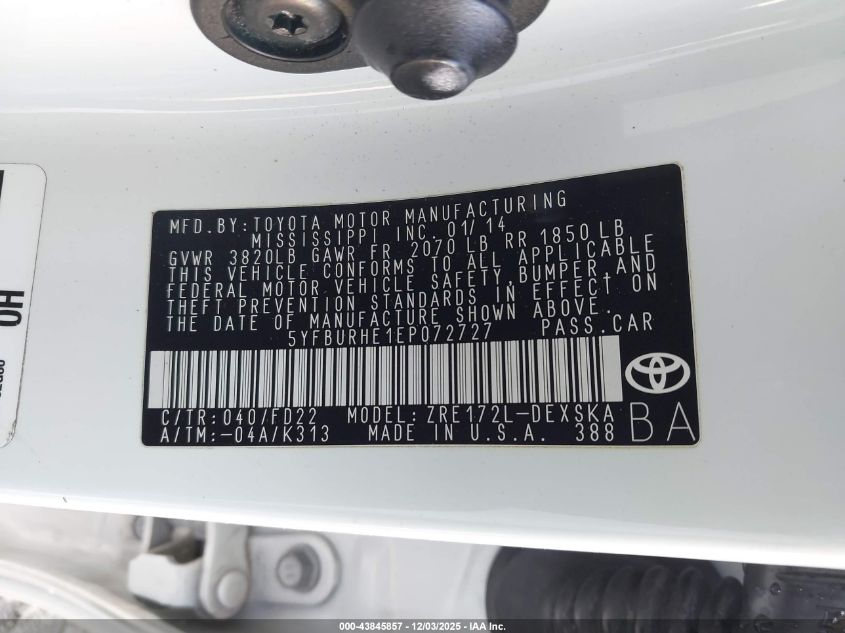 MFD. BY: TOYOTA MOTOR MANUFACTURING
MISSISSIPPI INC. 01/14
GVWR 3820LB GAWR FR 2070 LB RR 1850 LB
THIS VEHICLE CONFORMS TO ALL APPLICABLE
FEDERAL MOTOR VEHICLE SAFETY, BUMPER, AND
THEFT PREVENTION STANDARDS IN EFFECT ON
THE DATE OF MANUFACTURE SHOWN ABOVE.
5YFBURHE1EP072727 PASS.CAR
C/TR: 040/FD22 MODEL: ZRE172L-DEXSKA
A/TM: -04A/K313 MADE IN U.S.A. 388
BA
OH
000-43845857 - 12/03/2025 - IAA Inc.